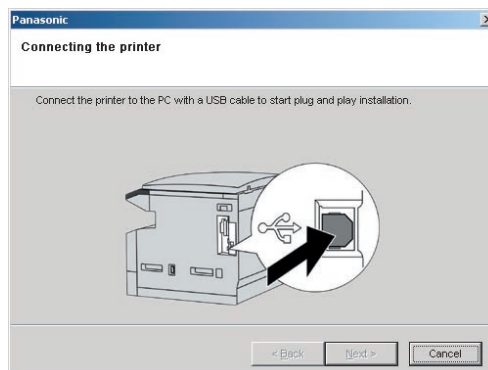 Panasonic
Connecting the printer
Connect the printer to the PC with a USB cable to start plug and play installation.
< Back
Next >
Cancel